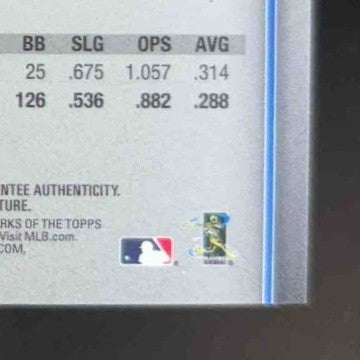 BB SLG OPS AVG
25 .675 1.057 .314
126 .536 .882 .288
NTEE AUTHENTICITY.
TURE.
RKS OF THE TOPPS
Visit MLB.com.
COM,